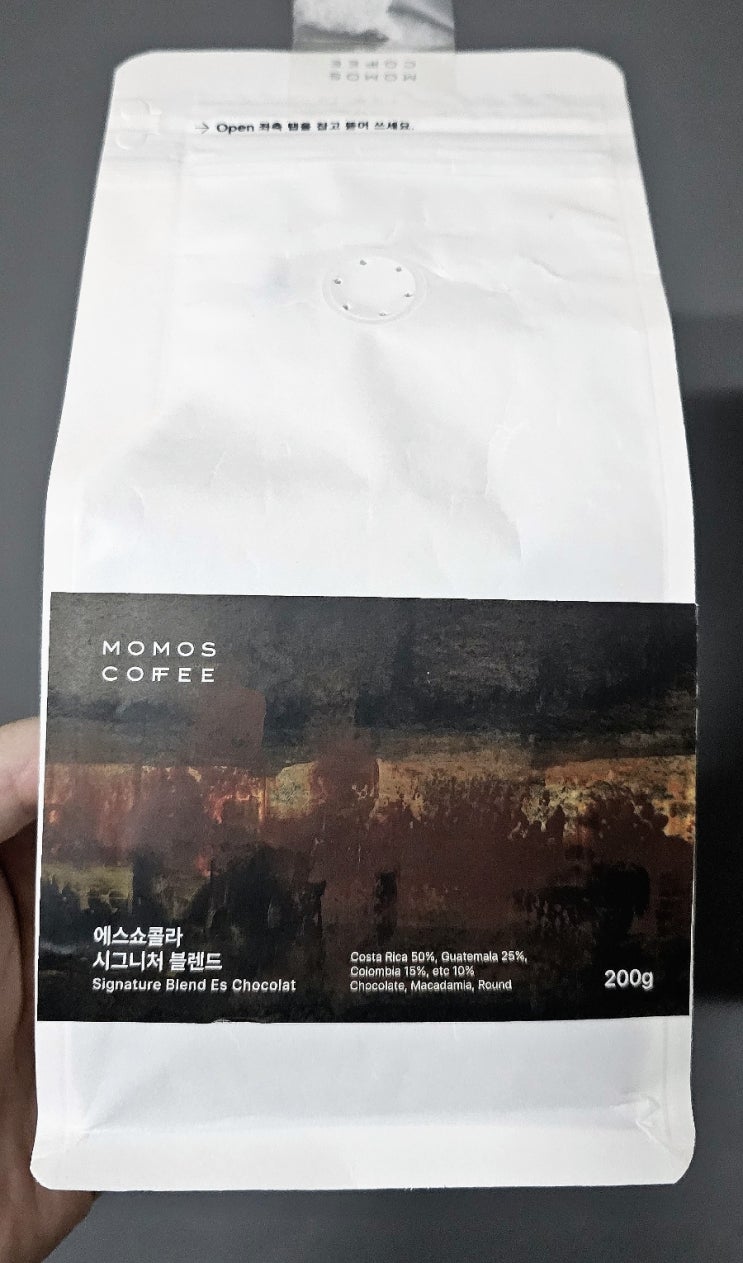 MOMOS
COFFEE
→ Open 좌측 탭을 잡고 뜯어 쓰세요.
MOMOS
COFFEE
에스쇼콜라
시그니처 블렌드
Signature Blend Es Chocolat
Costa Rica 50%, Guatemala 25%,
Colombia 15%, etc 10%
Chocolate, Macadamia, Round
200g